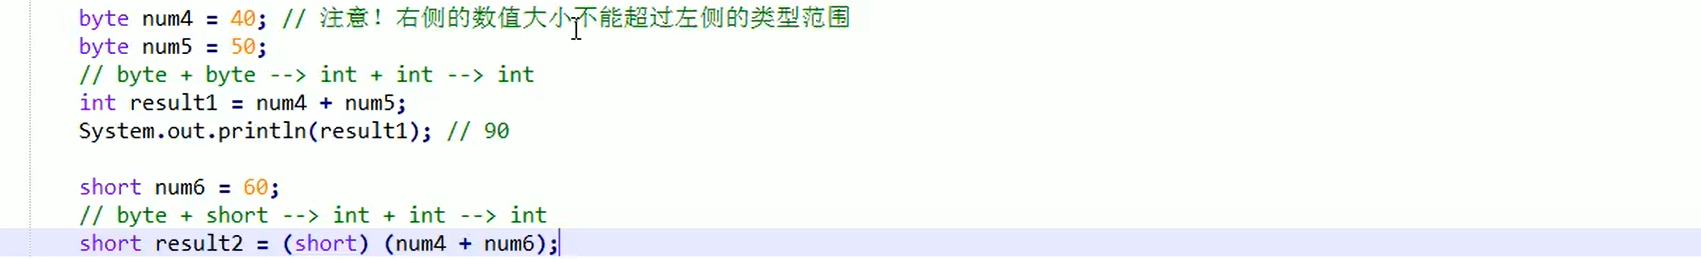 byte num4 = 40; // 注意！右侧的数值大小不能超过左侧的类型范围
byte num5 = 50;
// byte + byte --> int + int --> int
int result1 = num4 + num5;
System.out.println(result1); // 90
short num6 = 60;
// byte + short --> int + int --> int
short result2 = (short) (num4 + num6);